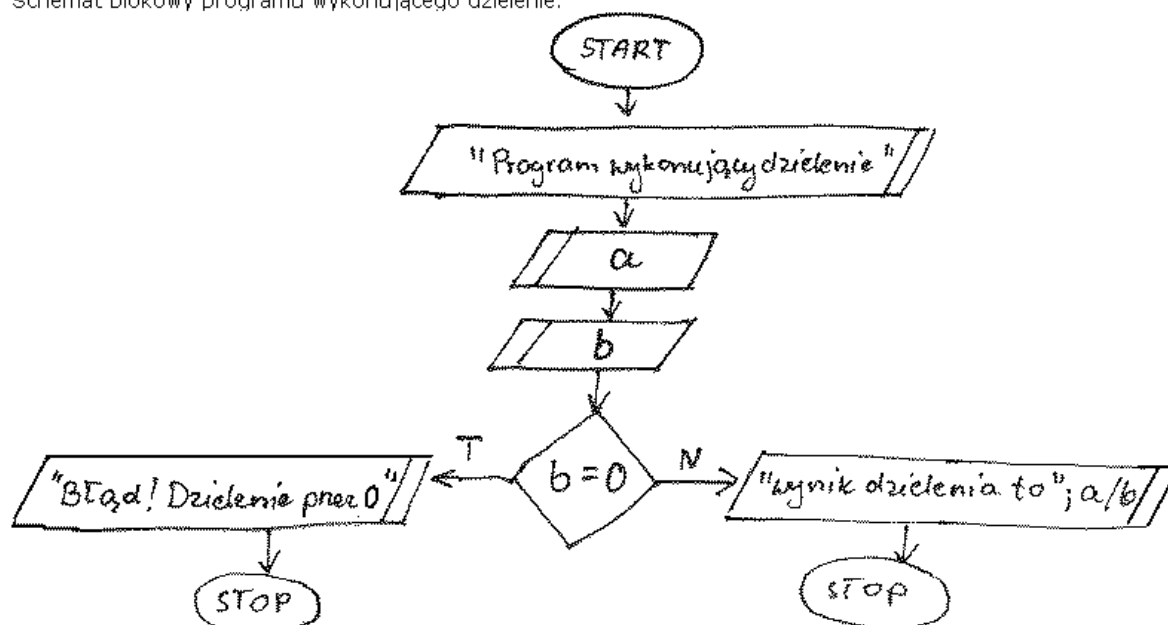 Schemat blokowy programu wykonującego dzielenie.
START
"Program wykonujący dzielenie"
a
b
b=0
T
N
"Błąd! Dzielenie przez 0"
"wynik dzielenia to"; a/b
STOP
STOP